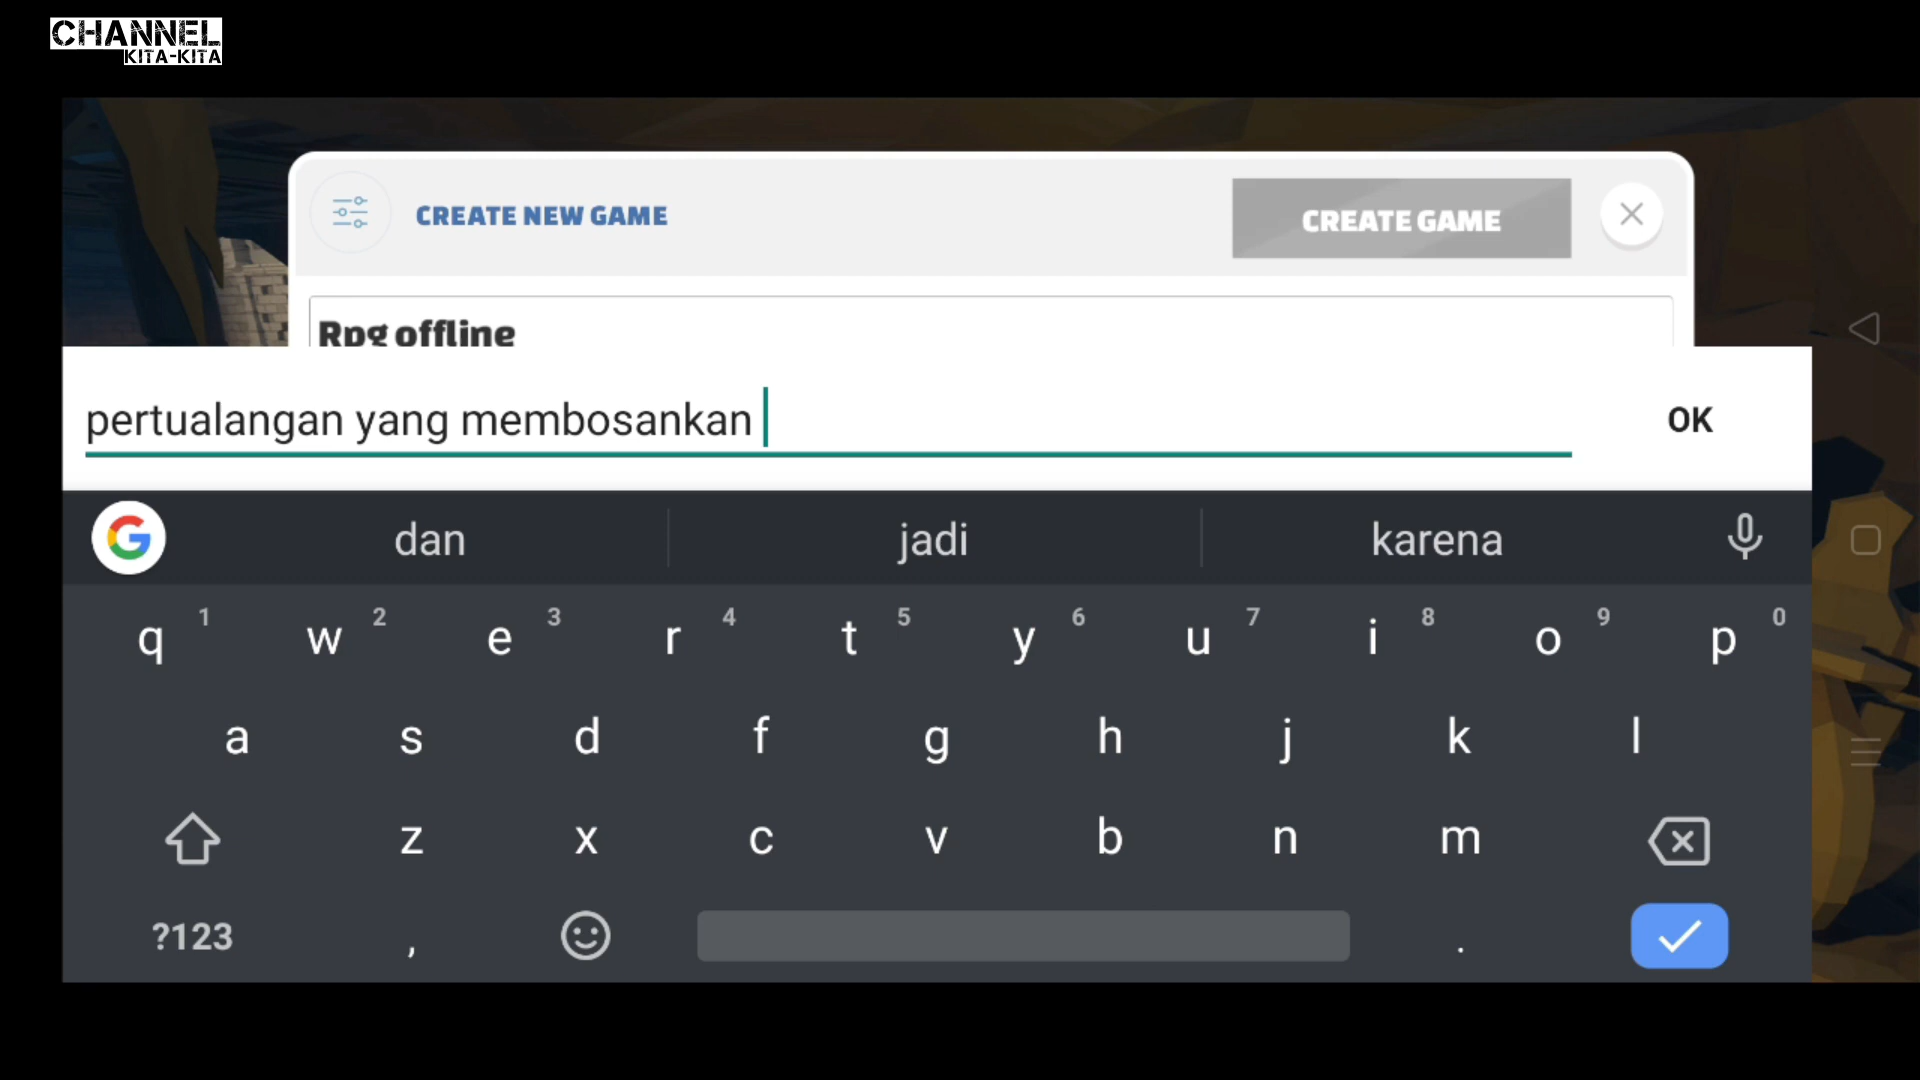 CHANNEL
KITA-KITA
CREATE NEW GAME
CREATE GAME
Rpg offline
pertualangan yang membosankan
OK
dan jadi karena
q 1 w 2 e 3 r 4 t 5 y 6 u 7 i 8 o 9 p 0
a s d f g h j k l
z x c v b n m
?123 , .